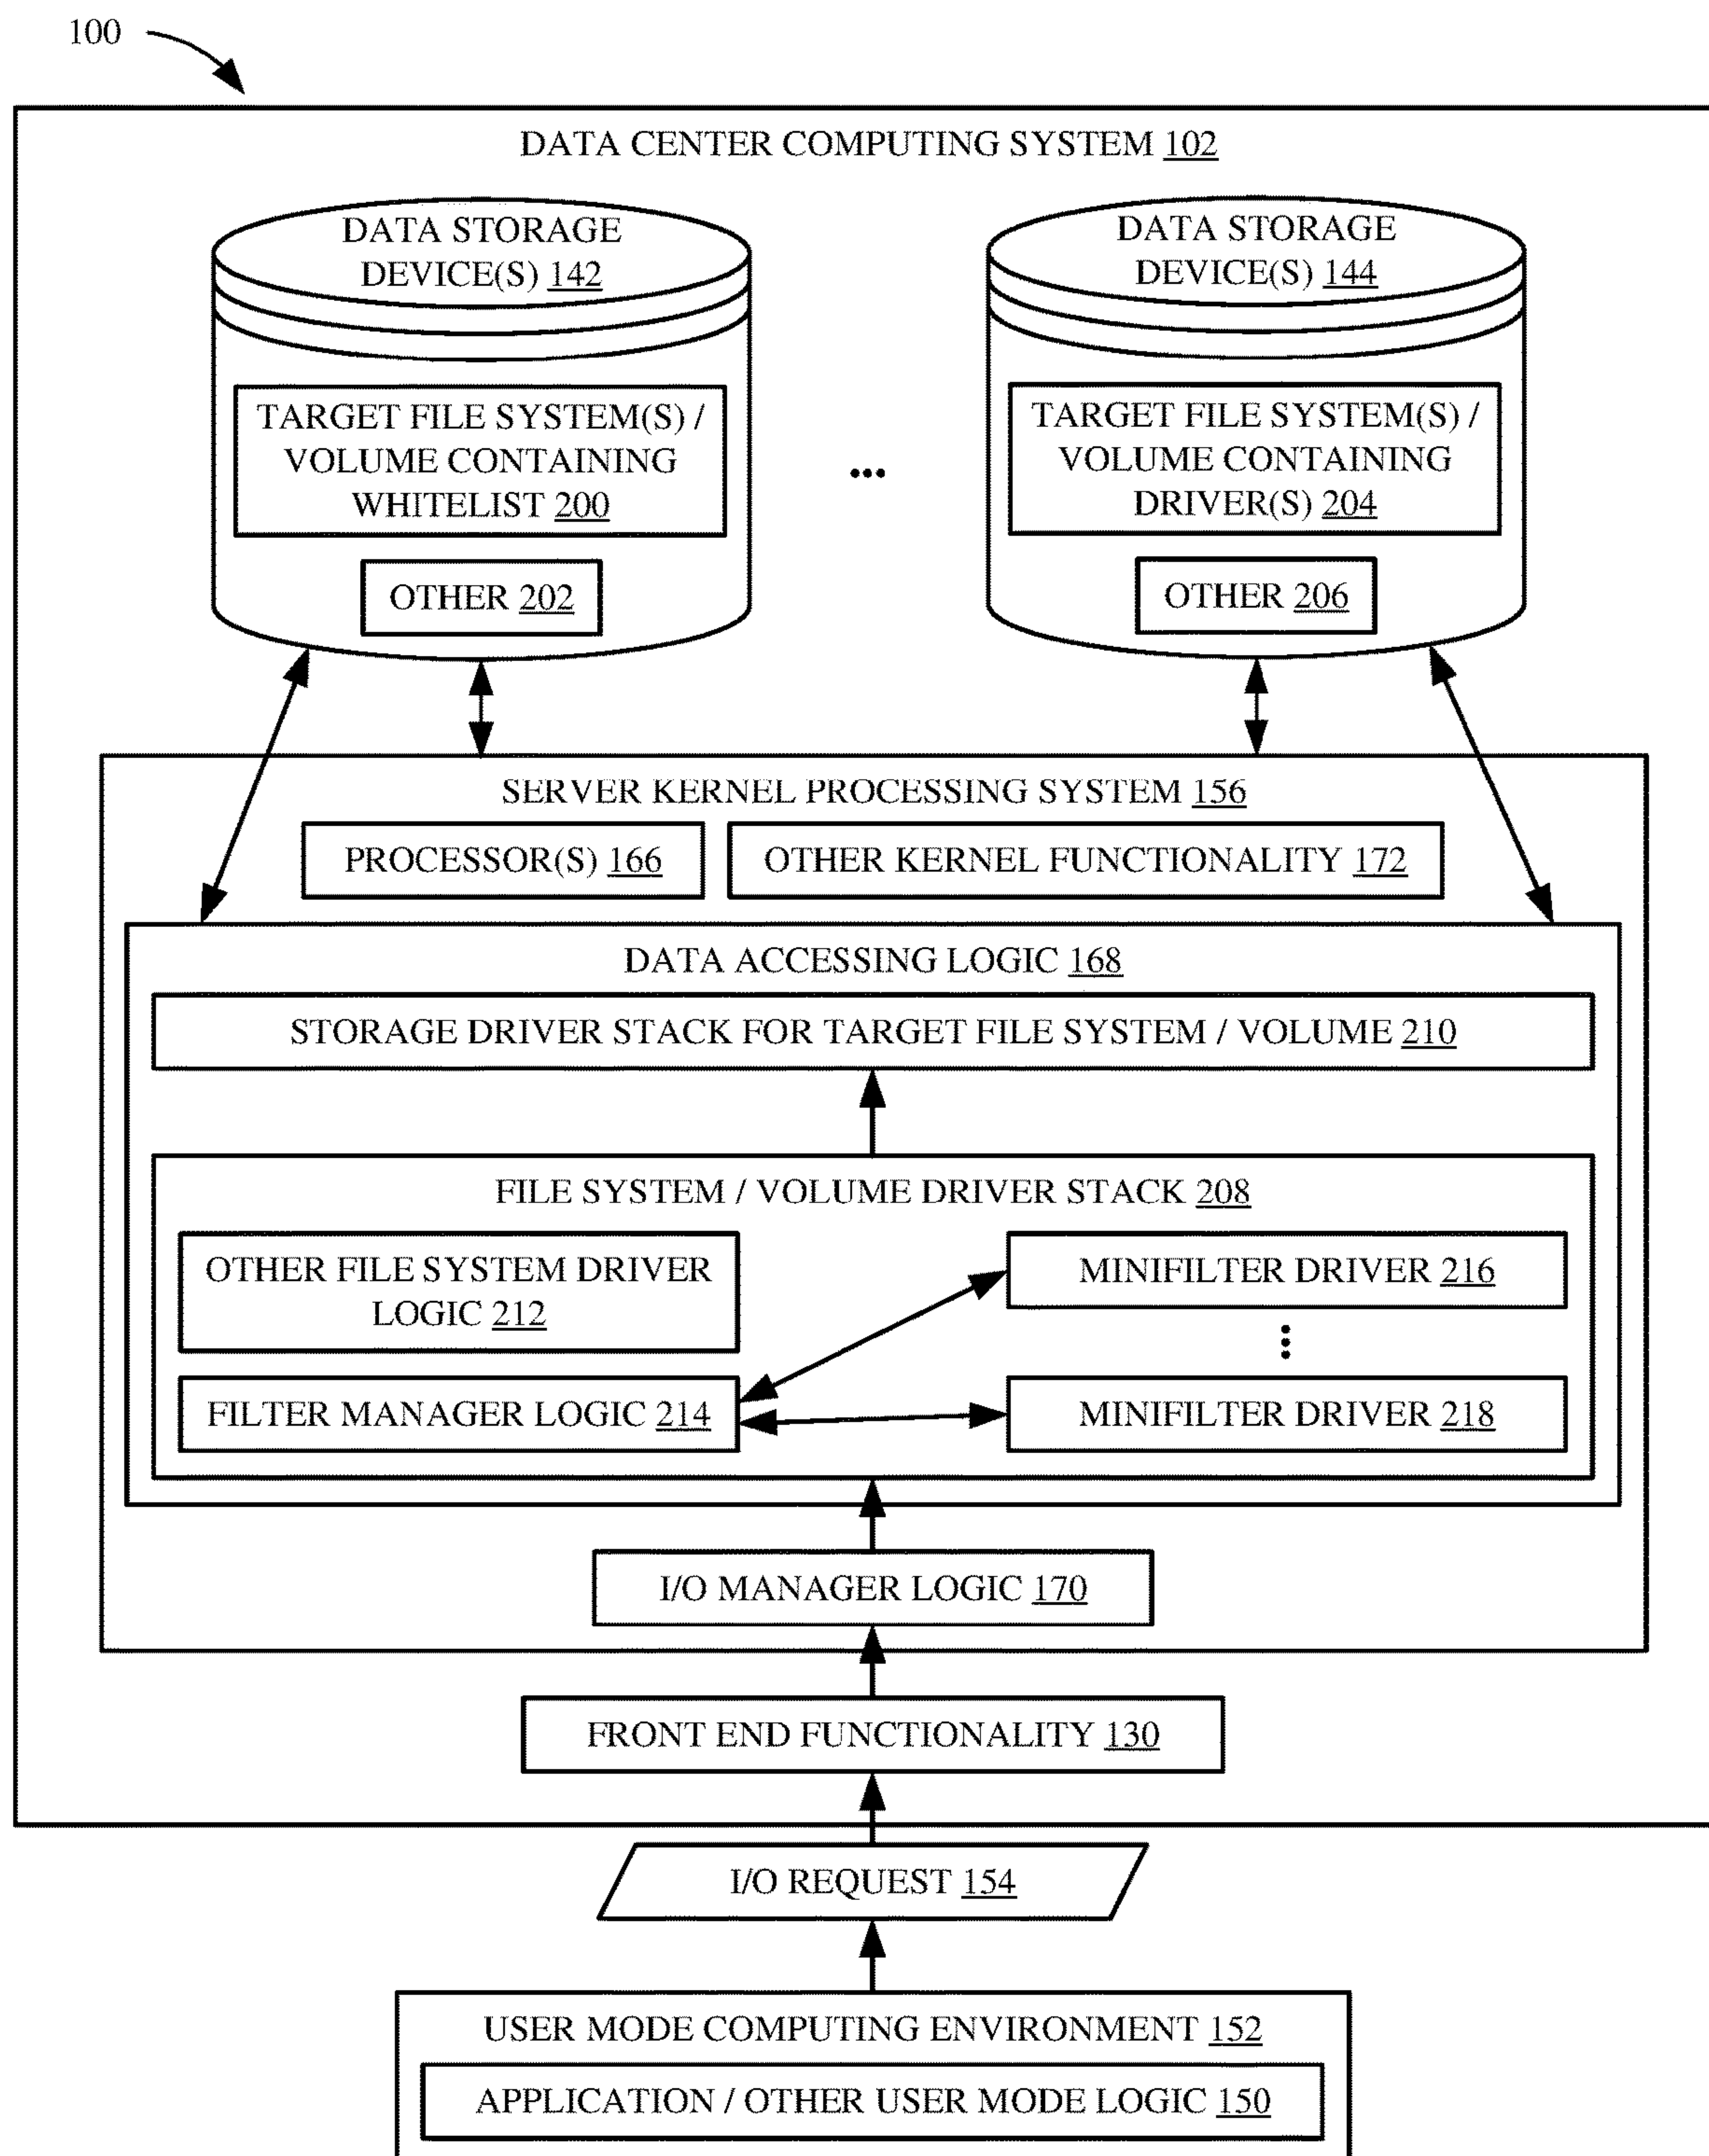 100
DATA CENTER COMPUTING SYSTEM 102
DATA STORAGE
DEVICE(S) 142
TARGET FILE SYSTEM(S) /
VOLUME CONTAINING
WHITELIST 200
OTHER 202
...
DATA STORAGE
DEVICE(S) 144
TARGET FILE SYSTEM(S) /
VOLUME CONTAINING
DRIVER(S) 204
OTHER 206
SERVER KERNEL PROCESSING SYSTEM 156
PROCESSOR(S) 166
OTHER KERNEL FUNCTIONALITY 172
DATA ACCESSING LOGIC 168
STORAGE DRIVER STACK FOR TARGET FILE SYSTEM / VOLUME 210
FILE SYSTEM / VOLUME DRIVER STACK 208
OTHER FILE SYSTEM DRIVER
LOGIC 212
FILTER MANAGER LOGIC 214
MINIFILTER DRIVER 216
...
MINIFILTER DRIVER 218
I/O MANAGER LOGIC 170
FRONT END FUNCTIONALITY 130
I/O REQUEST 154
USER MODE COMPUTING ENVIRONMENT 152
APPLICATION / OTHER USER MODE LOGIC 150